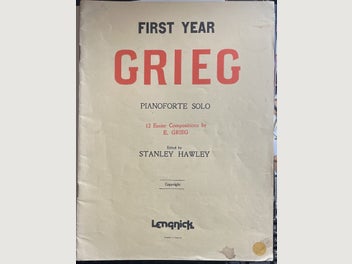 FIRST YEAR
GRIEG
PIANOFORTE SOLO
12 Easier Compositions by
E. GRIEG
Edited by
STANLEY HAWLEY
Copyright
Lengnick